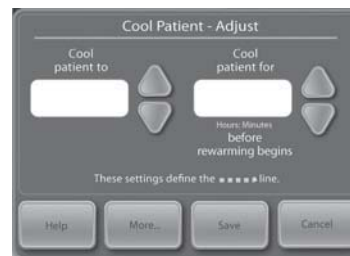 Cool Patient - Adjust
Cool
patient to
Cool
patient for
Hours: Minutes
before
rewarming begins
These settings define the ▪▪▪▪▪ line.
Help
More...
Save
Cancel